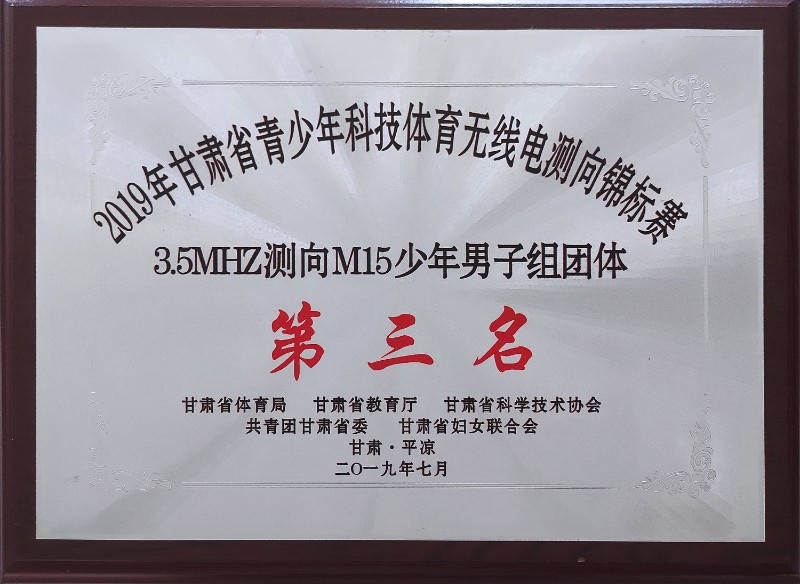 2019年甘肃省青少年科技体育无线电测向锦标赛
3.5MHZ测向M15少年男子组团体
第三名
甘肃省体育局 甘肃省教育厅 甘肃省科学技术协会
共青团甘肃省委 甘肃省妇女联合会
甘肃·平凉
二〇一九年七月